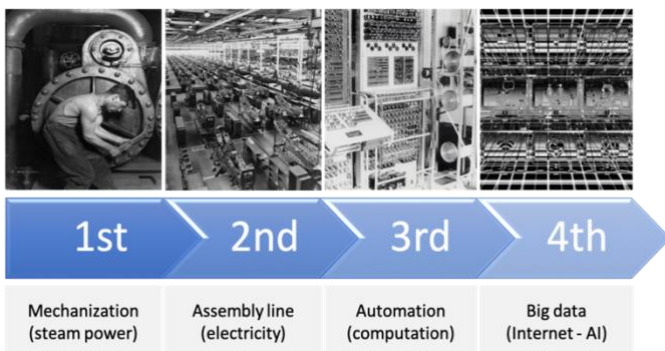 1st
2nd
3rd
4th
Mechanization
(steam power)
Assembly line
(electricity)
Automation
(computation)
Big data
(Internet - AI)